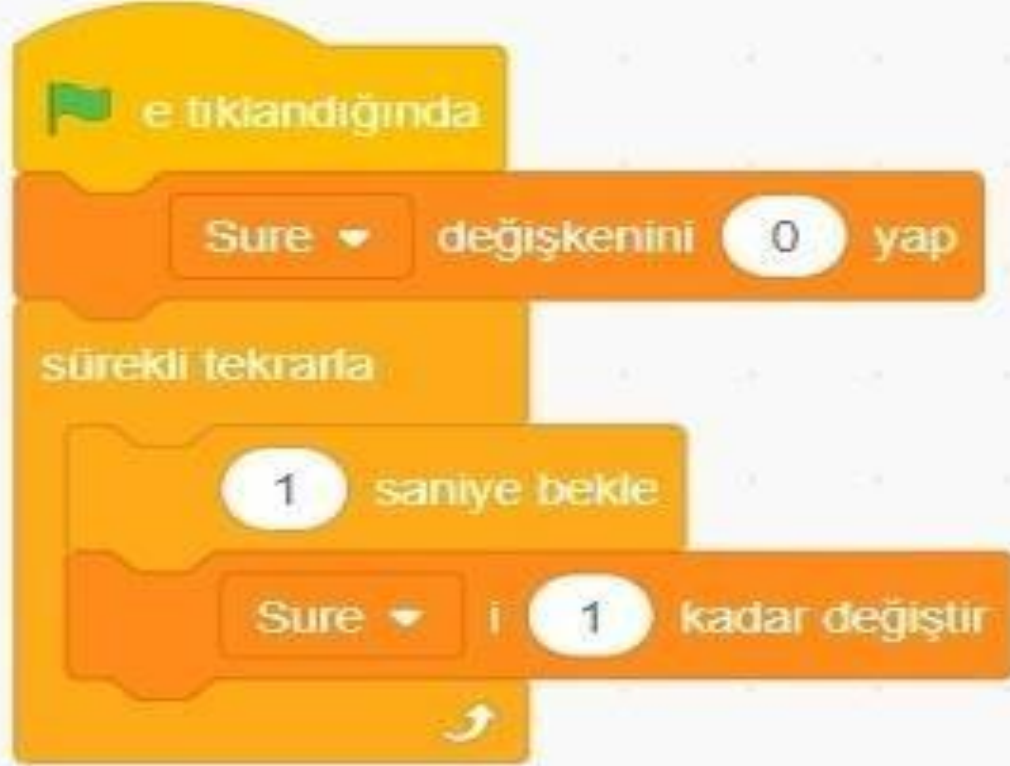 e tıklandığında
Sure değişkenini 0 yap
sürekli tekrarla
1 saniye bekle
Sure i 1 kadar değiştir